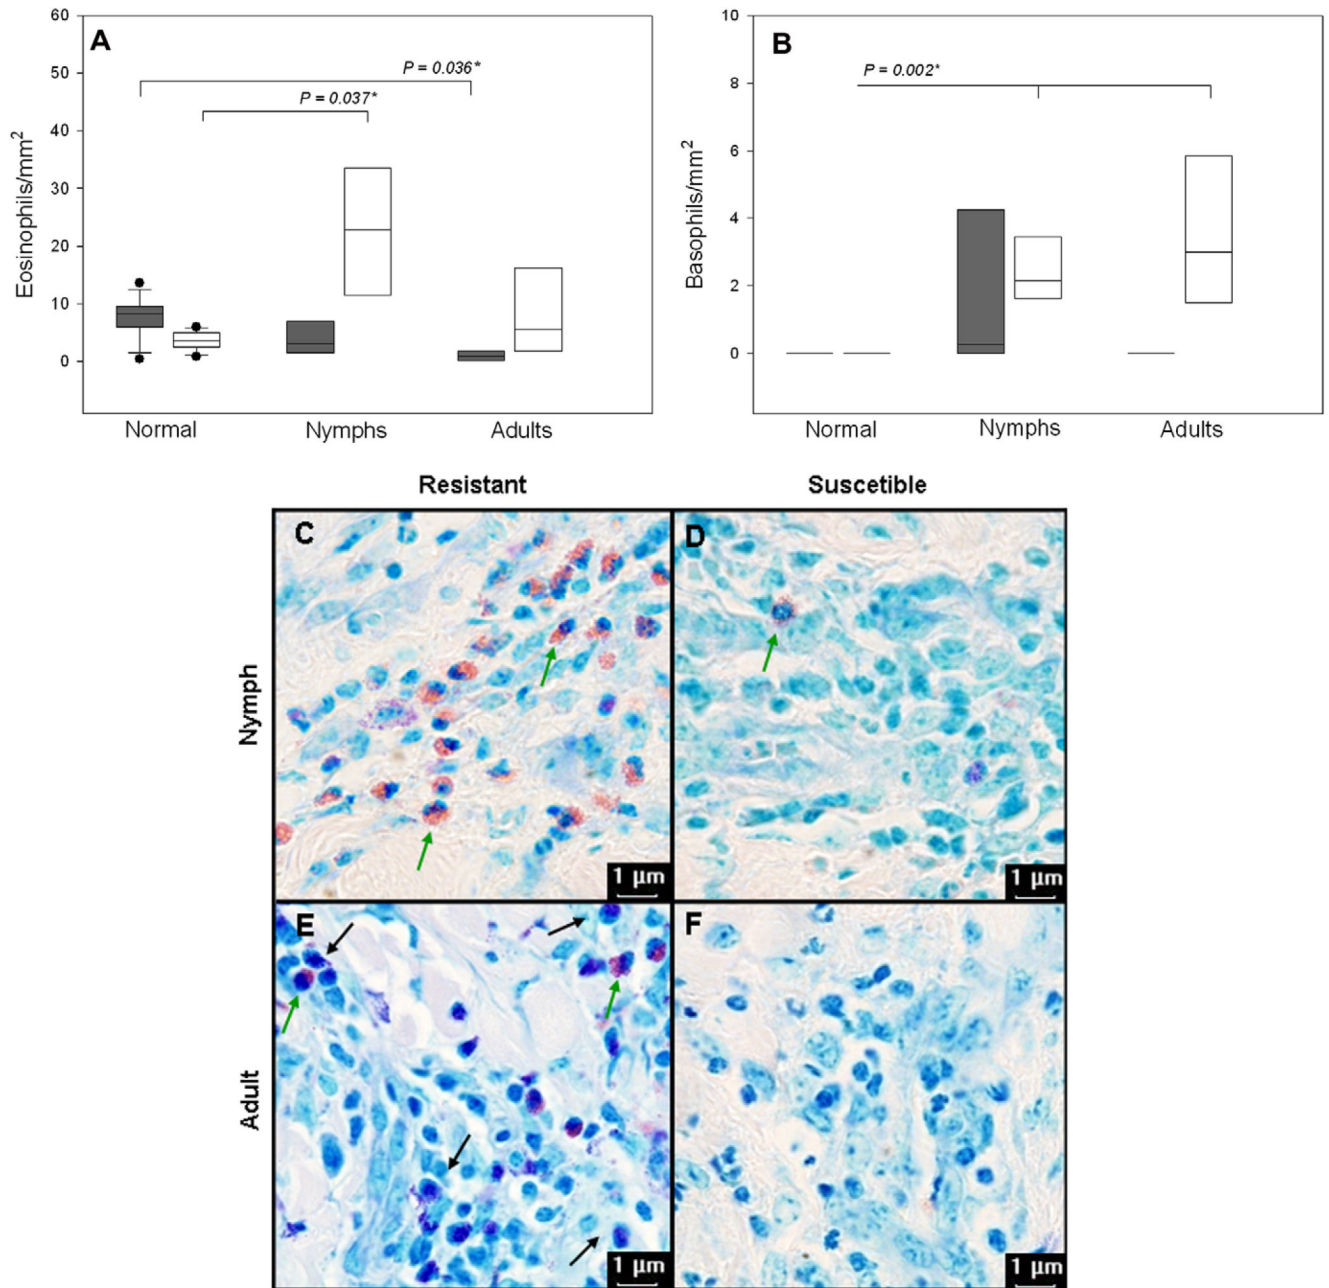 A
60
50
40
30
20
10
0
Eosinophils/mm²
P = 0.036*
P = 0.037*
Normal Nymphs Adults
B
10
8
6
4
2
0
Basophils/mm²
P = 0.002*
Normal Nymphs Adults
Resistant Suscetible
Nymph
C
1 µm
D
1 µm
Adult
E
1 µm
F
1 µm